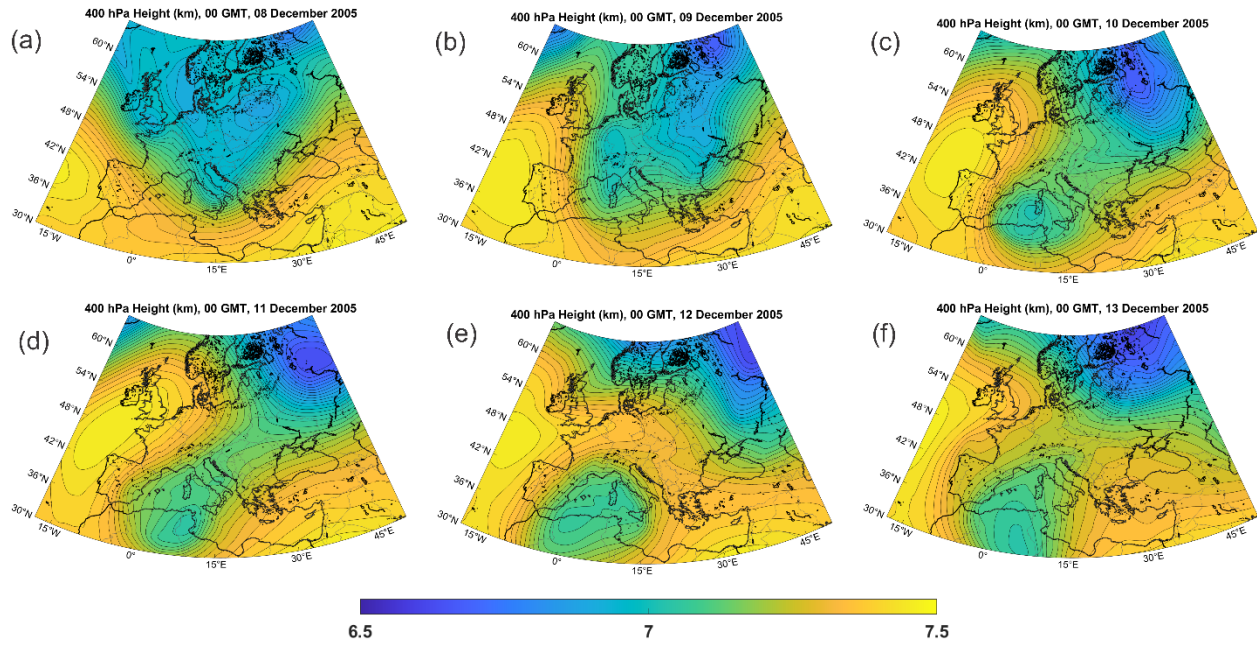 400 hPa Height (km), 00 GMT, 08 December 2005
(a)
60°N
54°N
48°N
42°N
36°N
30°N
15°W
0°
15°E
30°E
45°E
400 hPa Height (km), 00 GMT, 09 December 2005
(b)
60°N
54°N
48°N
42°N
36°N
30°N
15°W
0°
15°E
30°E
45°E
400 hPa Height (km), 00 GMT, 10 December 2005
(c)
60°N
54°N
48°N
42°N
36°N
30°N
15°W
0°
15°E
30°E
45°E
400 hPa Height (km), 00 GMT, 11 December 2005
(d)
60°N
54°N
48°N
42°N
36°N
30°N
15°W
0°
15°E
30°E
45°E
400 hPa Height (km), 00 GMT, 12 December 2005
(e)
60°N
54°N
48°N
42°N
36°N
30°N
15°W
0°
15°E
30°E
45°E
400 hPa Height (km), 00 GMT, 13 December 2005
(f)
60°N
54°N
48°N
42°N
36°N
30°N
15°W
0°
15°E
30°E
45°E
6.5 7 7.5